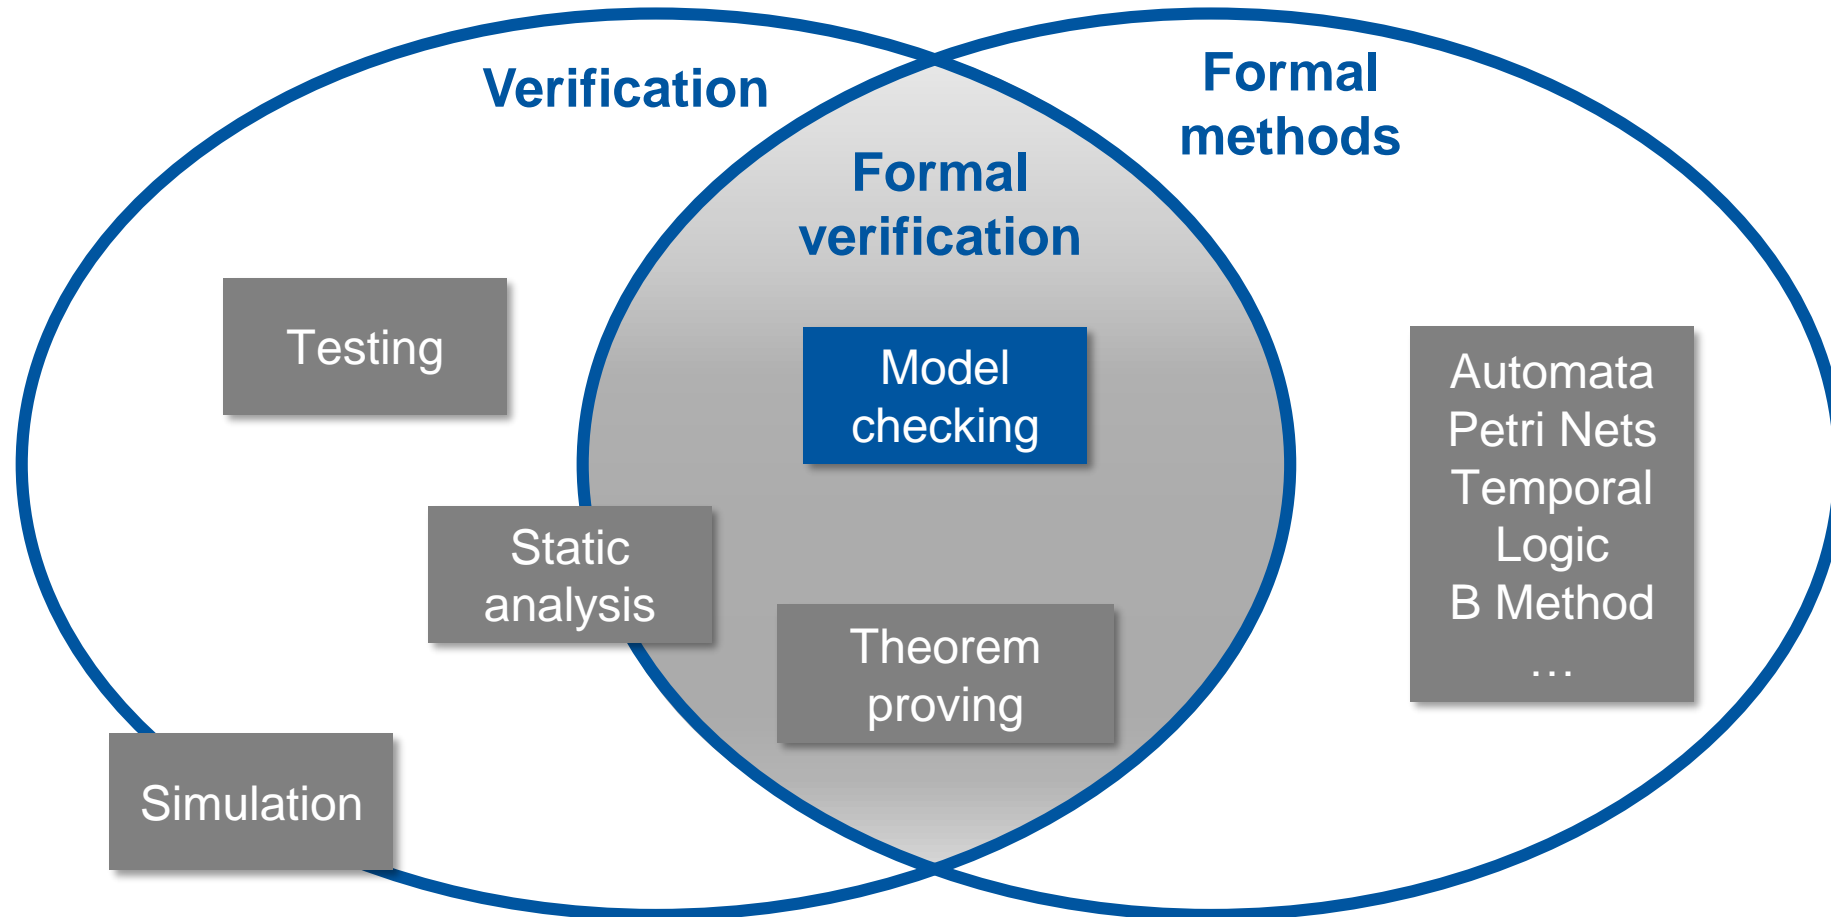 Verification
Formal
methods
Formal
verification
Testing
Model
checking
Automata
Petri Nets
Temporal
Logic
B Method
…
Static
analysis
Theorem
proving
Simulation